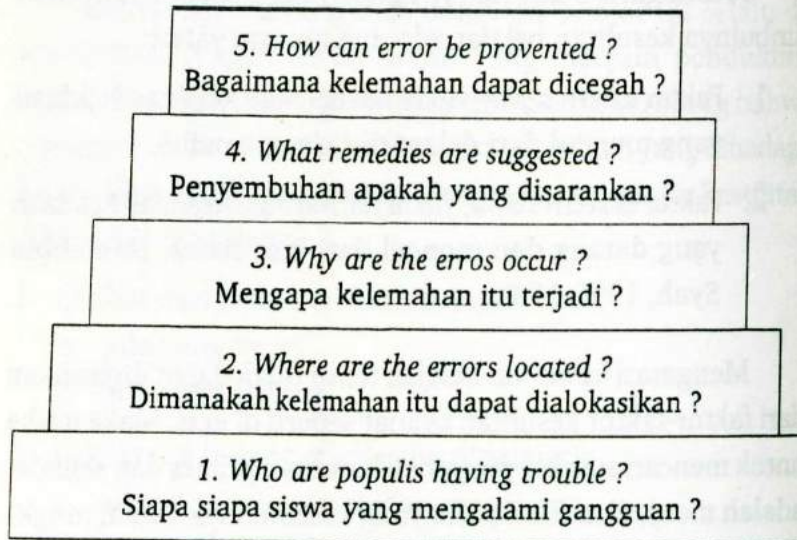 5. How can error be provented ?
Bagaimana kelemahan dapat dicegah ?
4. What remedies are suggested ?
Penyembuhan apakah yang disarankan ?
3. Why are the erros occur ?
Mengapa kelemahan itu terjadi ?
2. Where are the errors located ?
Dimanakah kelemahan itu dapat dialokasikan ?
1. Who are populis having trouble ?
Siapa siapa siswa yang mengalami gangguan ?